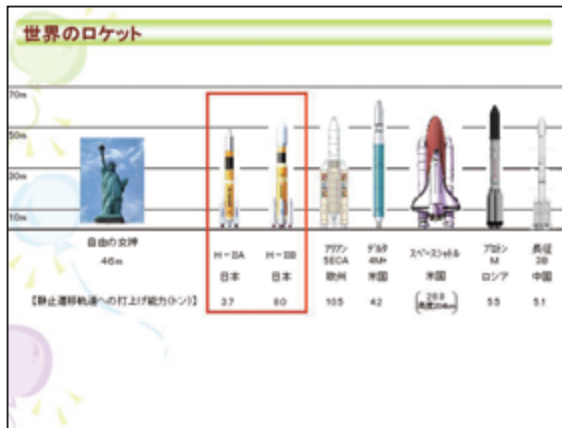 世界のロケット
70m
50m
30m
10m
自由の女神
46m
H-ⅡA
日本
H-ⅡB
日本
アリアン
5ECA
欧州
デルタ
4M+
米国
スペースシャトル
米国
プロトン
M
ロシア
長征
3B
中国
【静止遷移軌道への打上げ能力(トン)】
3.7
8.0
10.5
4.2
5.5
5.1